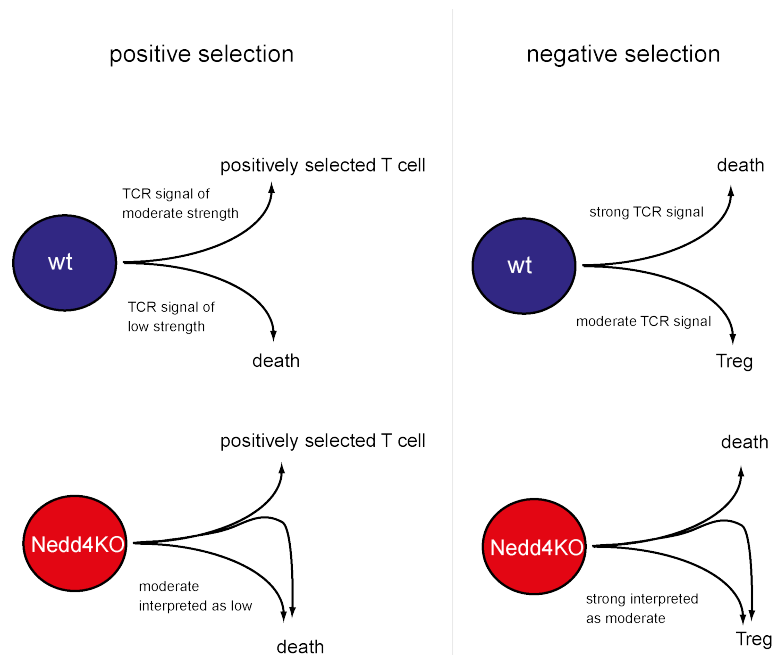 positive selection
positively selected T cell
TCR signal of
moderate strength
wt
TCR signal of
low strength
death
positively selected T cell
Nedd4KO
moderate
interpreted as low
death
negative selection
death
strong TCR signal
wt
moderate TCR signal
Treg
death
Nedd4KO
strong interpreted
as moderate
Treg